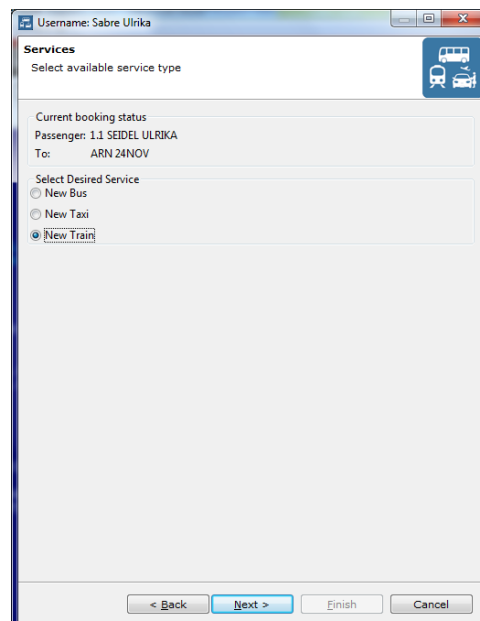 Username: Sabre Ulrika
Services
Select available service type
Current booking status
Passenger: 1.1 SEIDEL ULRIKA
To: ARN 24NOV
Select Desired Service
New Bus
New Taxi
New Train
< Back Next > Finish Cancel